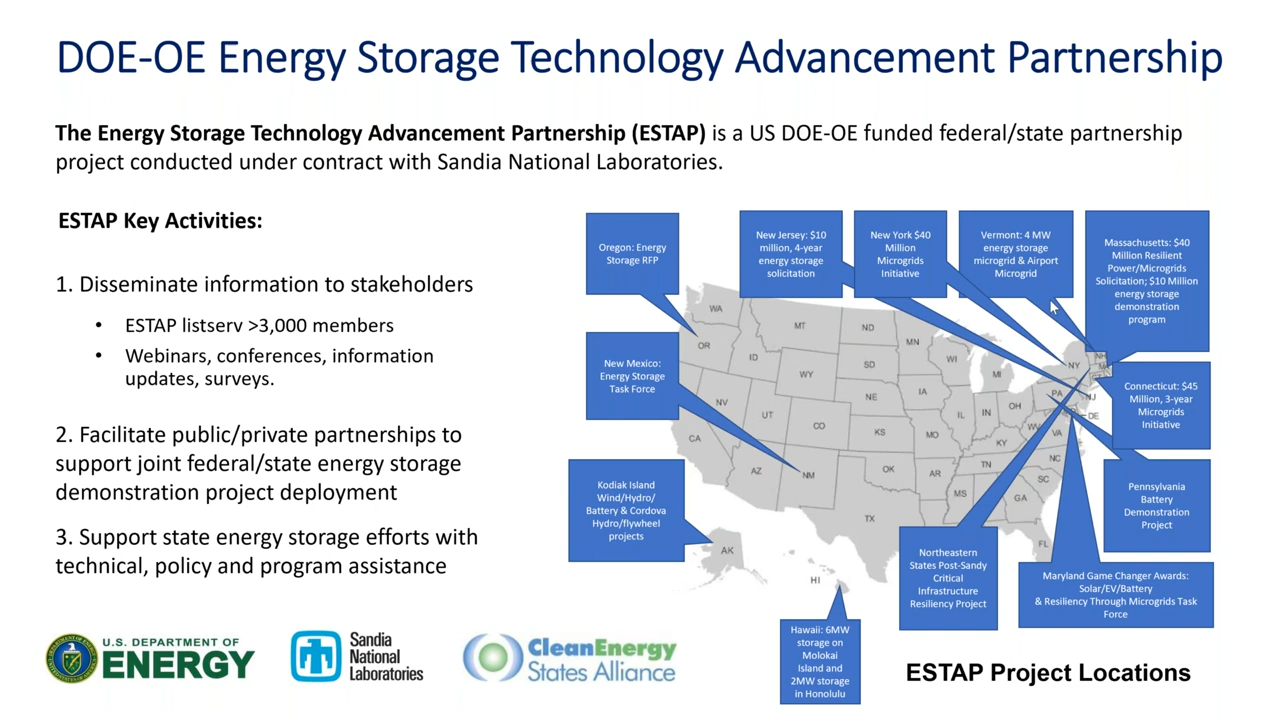 DOE-OE Energy Storage Technology Advancement Partnership
The Energy Storage Technology Advancement Partnership (ESTAP) is a US DOE-OE funded federal/state partnership
project conducted under contract with Sandia National Laboratories.
ESTAP Key Activities:
1. Disseminate information to stakeholders
• ESTAP listserv >3,000 members
• Webinars, conferences, information
updates, surveys.
2. Facilitate public/private partnerships to
support joint federal/state energy storage
demonstration project deployment
3. Support state energy storage efforts with
technical, policy and program assistance
Oregon: Energy
Storage RFP
New Jersey: $10
million, 4-year
energy storage
solicitation
New York $40
Million
Microgrids
Initiative
Vermont: 4 MW
energy storage
microgrid & Airport
Microgrid
Massachusetts: $40
Million Resilient
Power/Microgrids
Solicitation; $10 Million
energy storage
demonstration
program
New Mexico:
Energy Storage
Task Force
Connecticut: $45
Million, 3-year
Microgrids
Initiative
Kodiak Island
Wind/Hydro/
Battery & Cordova
Hydro/flywheel
projects
Pennsylvania
Battery
Demonstration
Project
Northeastern
States Post-Sandy
Critical
Infrastructure
Resiliency Project
Maryland Game Changer Awards:
Solar/EV/Battery
& Resiliency Through Microgrids Task
Force
Hawaii: 6MW
storage on
Molokai
Island and
2MW storage
in Honolulu
WA
MT
ND
MN
OR
ID
WY
SD
WI
MI
NY
NH
NV
UT
NE
IA
IL
IN
OH
PA
NJ
DE
CA
CO
KS
MO
KY
WV
VA
AZ
NM
OK
AR
TN
NC
SC
MS
GA
TX
FL
AK
HI
U.S. DEPARTMENT OF
ENERGY
Sandia
National
Laboratories
CleanEnergy
States Alliance
ESTAP Project Locations